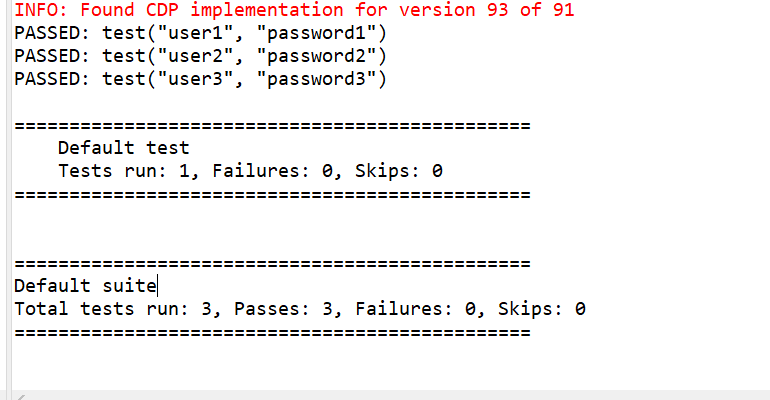 INFO: Found CDP implementation for version 93 of 91
PASSED: test("user1", "password1")
PASSED: test("user2", "password2")
PASSED: test("user3", "password3")
===============================================
Default test
Tests run: 1, Failures: 0, Skips: 0
===============================================
===============================================
Default suite
Total tests run: 3, Passes: 3, Failures: 0, Skips: 0
===============================================